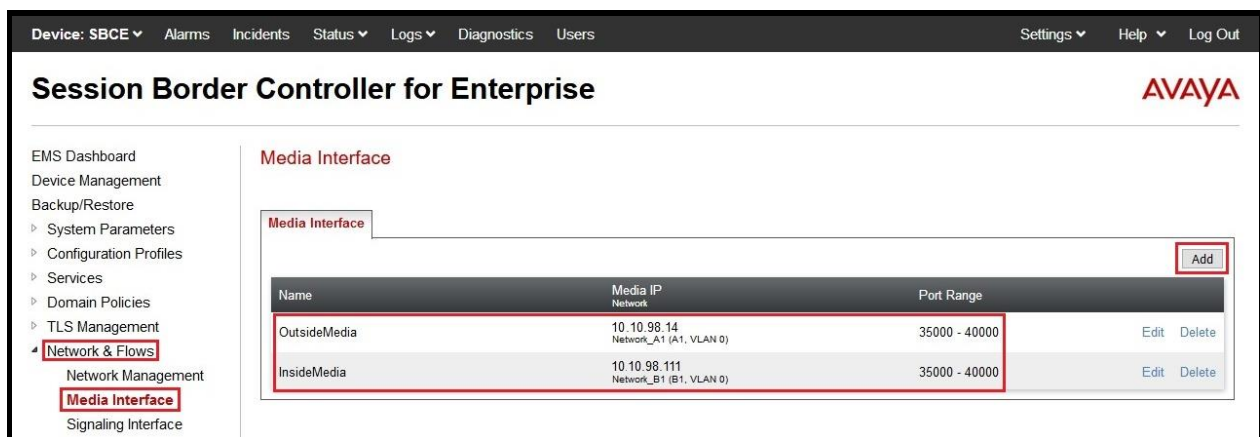 Device: SBCE Alarms Incidents Status Logs Diagnostics Users Settings Help Log Out
Session Border Controller for Enterprise
AVAYA
EMS Dashboard
Device Management
Backup/Restore
System Parameters
Configuration Profiles
Services
Domain Policies
TLS Management
Network & Flows
Network Management
Media Interface
Signaling Interface
Media Interface
Media Interface
Add
Name Media IP Port Range
Network
OutsideMedia 10.10.98.14 35000 - 40000 Edit Delete
Network_A1 (A1, VLAN 0)
InsideMedia 10.10.98.111 35000 - 40000 Edit Delete
Network_B1 (B1, VLAN 0)